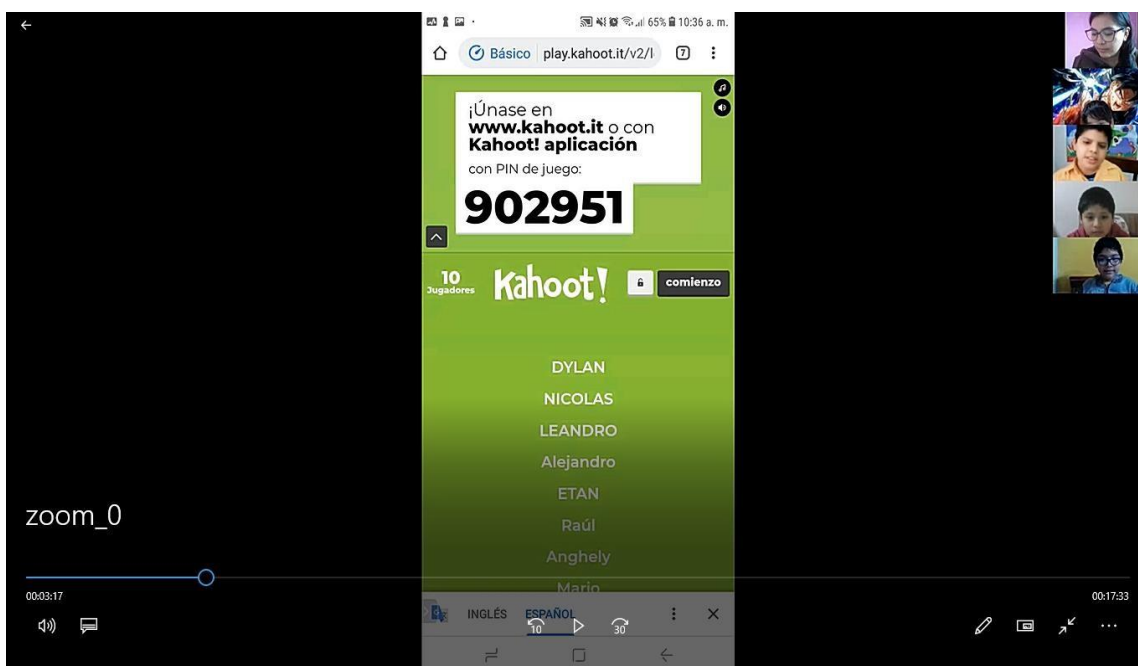 65% 10:36 a. m.
Básico play.kahoot.it/v2/l 7
¡Únase en
www.kahoot.it o con
Kahoot! aplicación
con PIN de juego:
902951
10
Jugadores
Kahoot!
comienzo
DYLAN
NICOLAS
LEANDRO
Alejandro
ETAN
Raúl
Anghely
Mario
zoom_0
00:03:17
00:17:33
INGLÉS ESPAÑOL
10
30